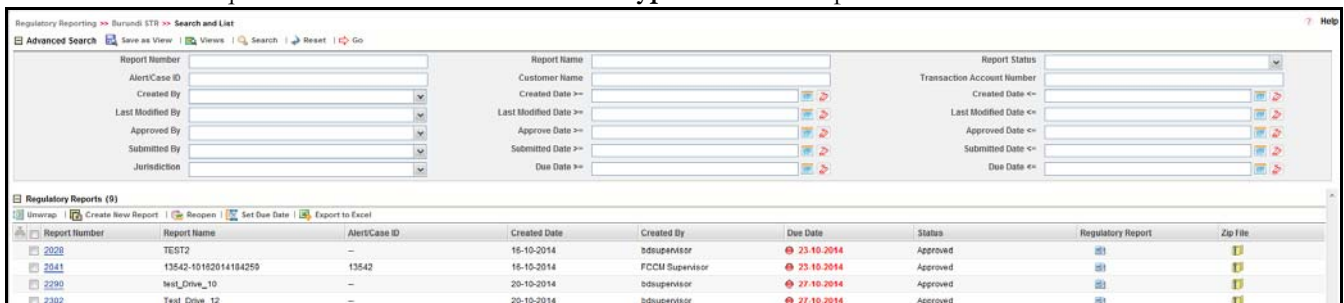 Regulatory Reporting >> Burundi STR >> Search and List ? Help
Advanced Search Save as View | Views | Search | Reset | Go
Report Number Report Name Report Status
Alert/Case ID Customer Name Transaction Account Number
Created By Created Date >= Created Date <=
Last Modified By Last Modified Date >= Last Modified Date <=
Approved By Approve Date >= Approved Date <=
Submitted By Submitted Date >= Submitted Date <=
Jurisdiction Due Date >= Due Date <=
Regulatory Reports (9)
Unwrap | Create New Report | Reopen | Set Due Date | Export to Excel
Report Number Report Name Alert/Case ID Created Date Created By Due Date Status Regulatory Report Zip File
2028 TEST2 -- 16-10-2014 bdsupervisor 23-10-2014 Approved
2041 13542-10162014184259 13542 16-10-2014 FCCM Supervisor 23-10-2014 Approved
2290 test_Drive_10 -- 20-10-2014 bdsupervisor 27-10-2014 Approved
2302 Test_Drive_12 -- 20-10-2014 bdsupervisor 27-10-2014 Approved